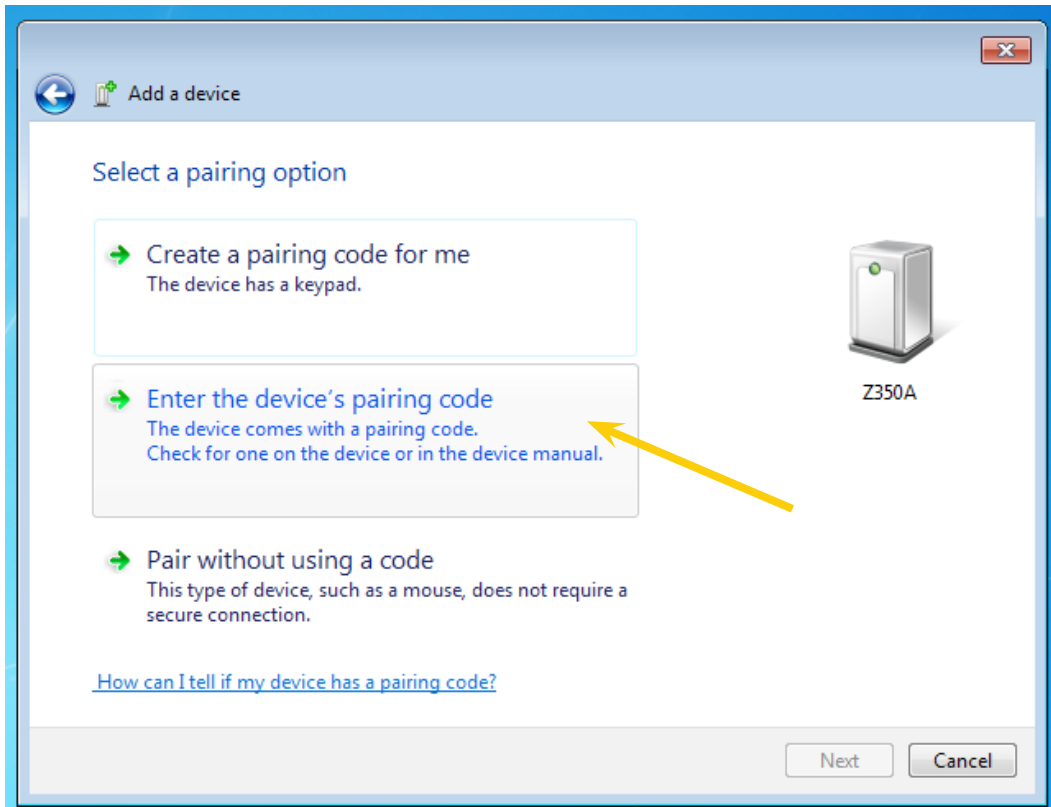 Add a device
Select a pairing option
Create a pairing code for me
The device has a keypad.
Enter the device's pairing code
The device comes with a pairing code.
Check for one on the device or in the device manual.
Z350A
Pair without using a code
This type of device, such as a mouse, does not require a
secure connection.
How can I tell if my device has a pairing code?
Next
Cancel